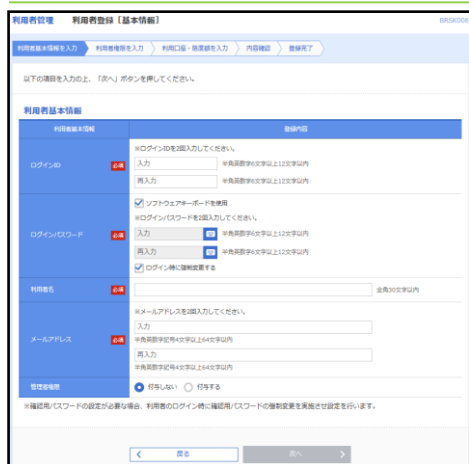 利用者管理 利用者登録［基本情報］ BRSK006
利用者基本情報を入力 利用者権限を入力 利用口座・限度額を入力 内容確認 登録完了
以下の項目を入力の上、「次へ」ボタンを押してください。
利用者基本情報
利用者基本情報 登録内容
※ログインIDを2回入力してください。
ログインID 必須 入力 半角英数字6文字以上12文字以内
再入力 半角英数字6文字以上12文字以内
ソフトウェアキーボードを使用
※ログインパスワードを2回入力してください。
ログインパスワード 必須 入力 半角英数字6文字以上12文字以内
再入力 半角英数字6文字以上12文字以内
ログイン時に強制変更する
利用者名 必須 全角30文字以内
※メールアドレスを2回入力してください。
入力
メールアドレス 必須 半角英数字記号4文字以上64文字以内
再入力
半角英数字記号4文字以上64文字以内
管理者権限 付与しない 付与する
※確認用パスワードの設定が必要な場合、利用者のログイン時に確認用パスワードの強制変更を実施させ設定を行います。
戻る 次へ